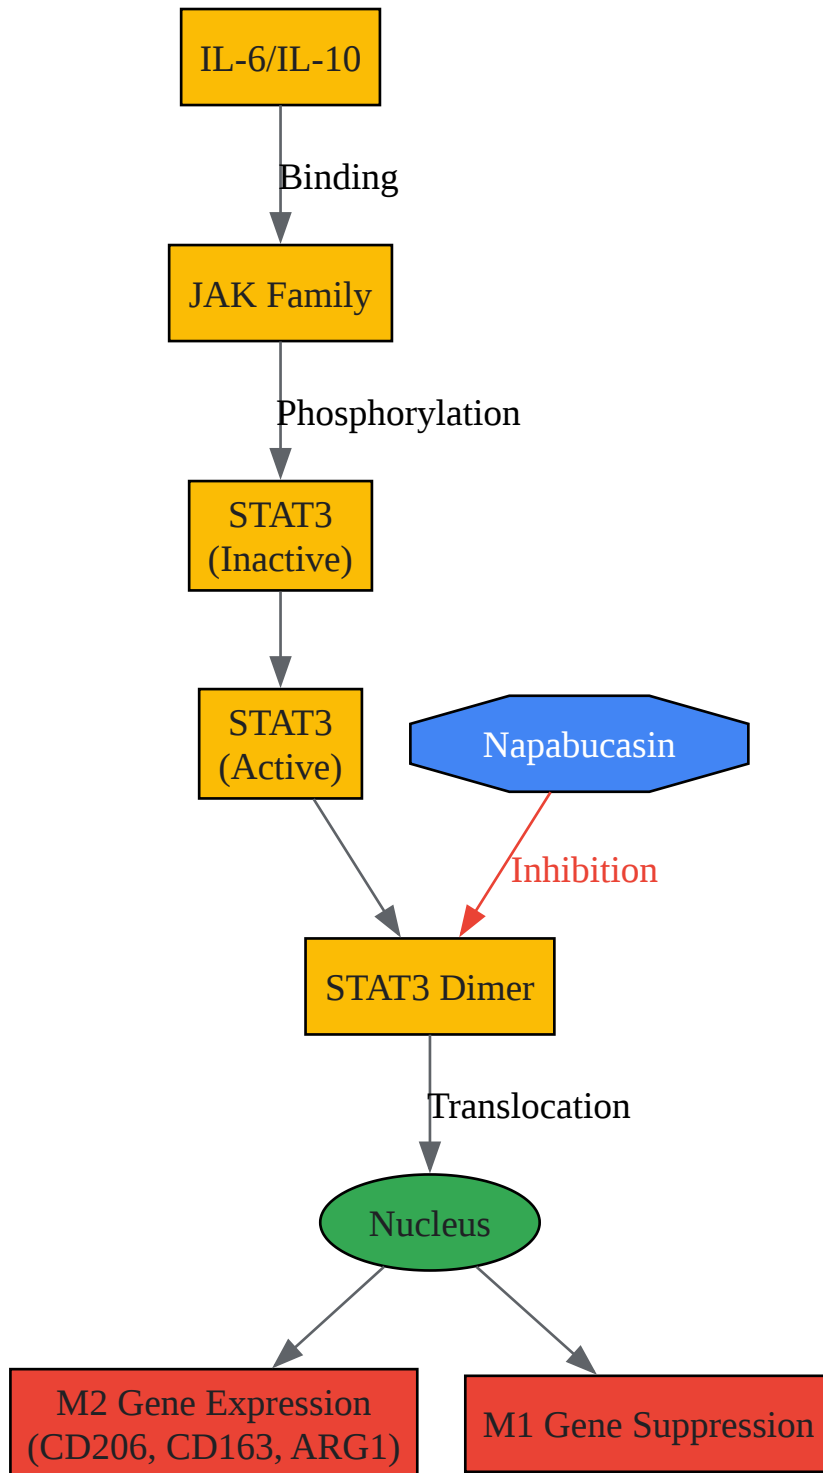 IL-6/IL-10
Binding
JAK Family
Phosphorylation
STAT3
(Inactive)
STAT3
(Active)
Napabucasin
Inhibition
STAT3 Dimer
Translocation
Nucleus
M2 Gene Expression
(CD206, CD163, ARG1)
M1 Gene Suppression